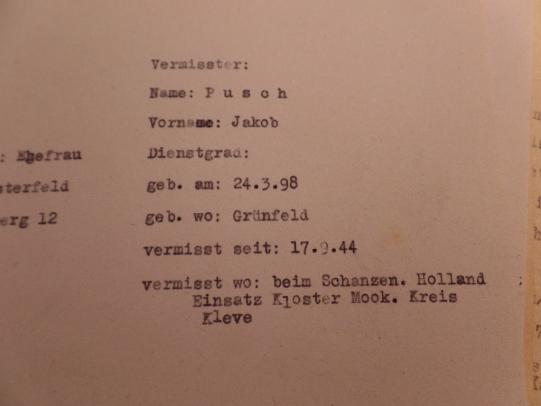 Vermisster:
Name: P u s c h
Vorname: Jakob
: Ehefrau
Dienstgrad:
sterfeld
geb. am: 24.3.98
erg 12
geb. wo: Grünfeld
vermisst seit: 17.9.44
vermisst wo: beim Schanzen. Holland
Einsatz Kloster Mook. Kreis
Kleve